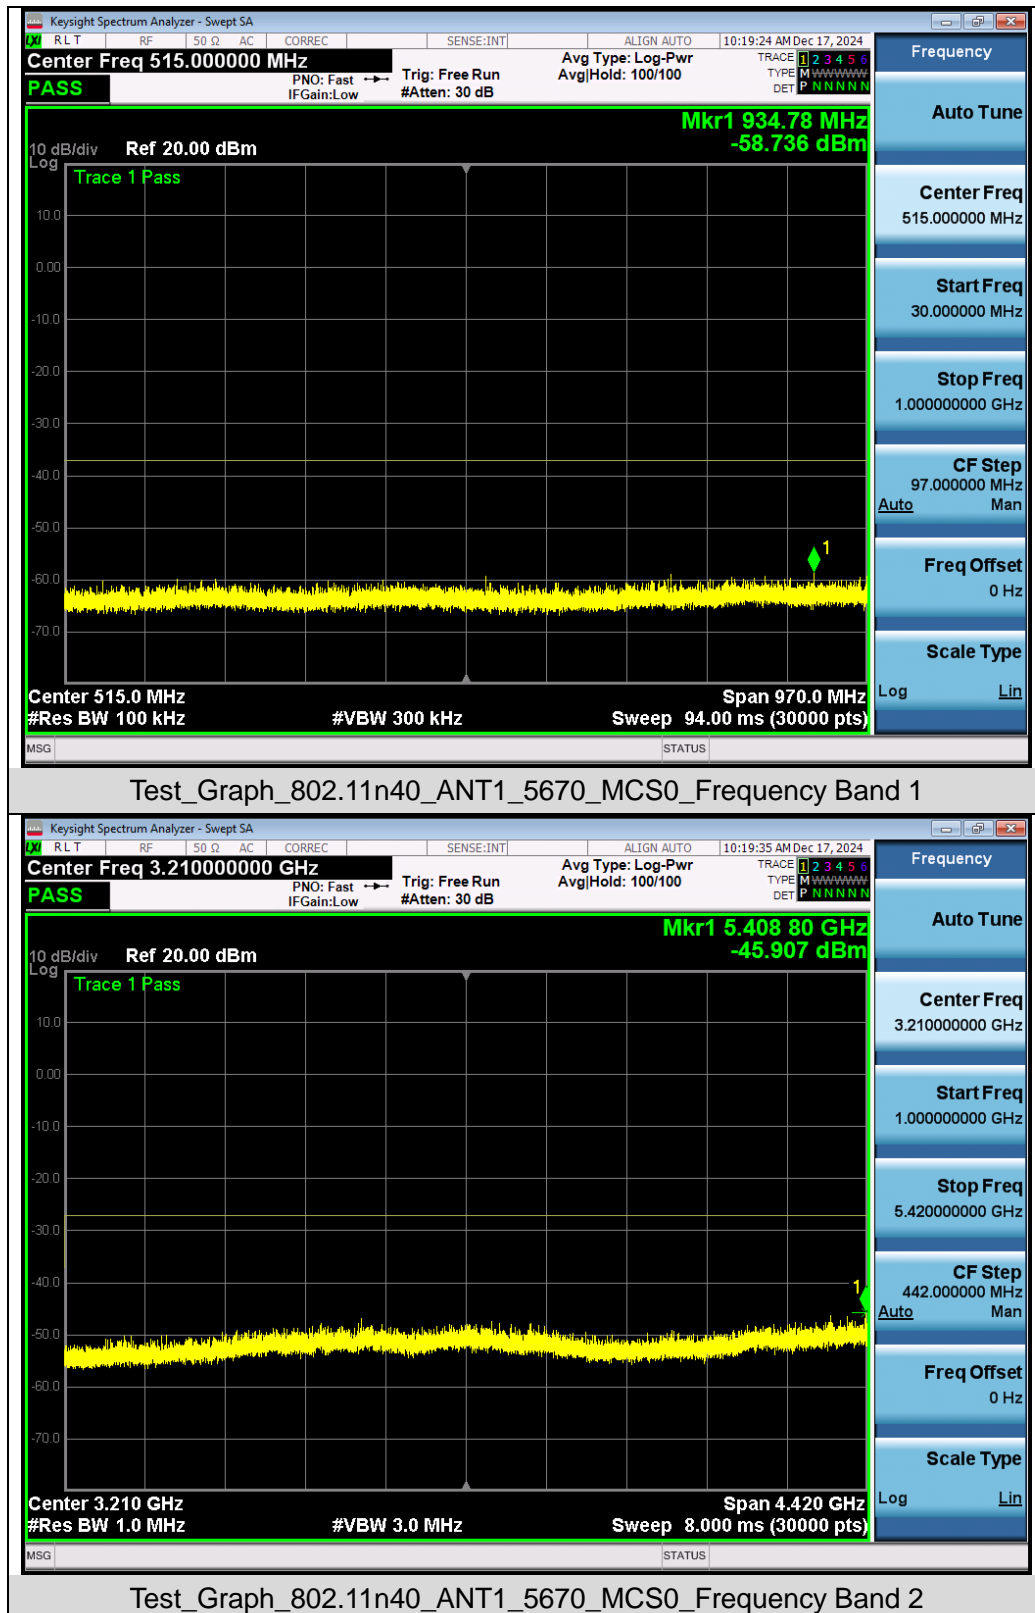 Keysight Spectrum Analyzer - Swept SA
LXI RLT RF 50 Ω AC CORREC SENSE:INT ALIGN AUTO 10:19:24 AM Dec 17, 2024
Center Freq 515.000000 MHz
PASS
PNO: Fast
IFGain:Low
Trig: Free Run
#Atten: 30 dB
Avg Type: Log-Pwr
Avg|Hold: 100/100
TRACE 1 2 3 4 5 6
TYPE M WWWWW
DET P N N N N N
Mkr1 934.78 MHz
-58.736 dBm
10 dB/div Ref 20.00 dBm
Log
Trace 1 Pass
10.0
0.00
-10.0
-20.0
-30.0
-40.0
-50.0
-60.0
-70.0
1
Center 515.0 MHz Span 970.0 MHz
#Res BW 100 kHz #VBW 300 kHz Sweep 94.00 ms (30000 pts)
MSG STATUS
Frequency
Auto Tune
Center Freq
515.000000 MHz
Start Freq
30.000000 MHz
Stop Freq
1.000000000 GHz
CF Step
97.000000 MHz
Auto Man
Freq Offset
0 Hz
Scale Type
Log Lin
Test_Graph_802.11n40_ANT1_5670_MCS0_Frequency Band 1
Keysight Spectrum Analyzer - Swept SA
LXI RLT RF 50 Ω AC CORREC SENSE:INT ALIGN AUTO 10:19:35 AM Dec 17, 2024
Center Freq 3.210000000 GHz
PASS
PNO: Fast
IFGain:Low
Trig: Free Run
#Atten: 30 dB
Avg Type: Log-Pwr
Avg|Hold: 100/100
TRACE 1 2 3 4 5 6
TYPE M WWWWW
DET P N N N N N
Mkr1 5.408 80 GHz
-45.907 dBm
10 dB/div Ref 20.00 dBm
Log
Trace 1 Pass
10.0
0.00
-10.0
-20.0
-30.0
-40.0
-50.0
-60.0
-70.0
1
Center 3.210 GHz Span 4.420 GHz
#Res BW 1.0 MHz #VBW 3.0 MHz Sweep 8.000 ms (30000 pts)
MSG STATUS
Frequency
Auto Tune
Center Freq
3.210000000 GHz
Start Freq
1.000000000 GHz
Stop Freq
5.420000000 GHz
CF Step
442.000000 MHz
Auto Man
Freq Offset
0 Hz
Scale Type
Log Lin
Test_Graph_802.11n40_ANT1_5670_MCS0_Frequency Band 2